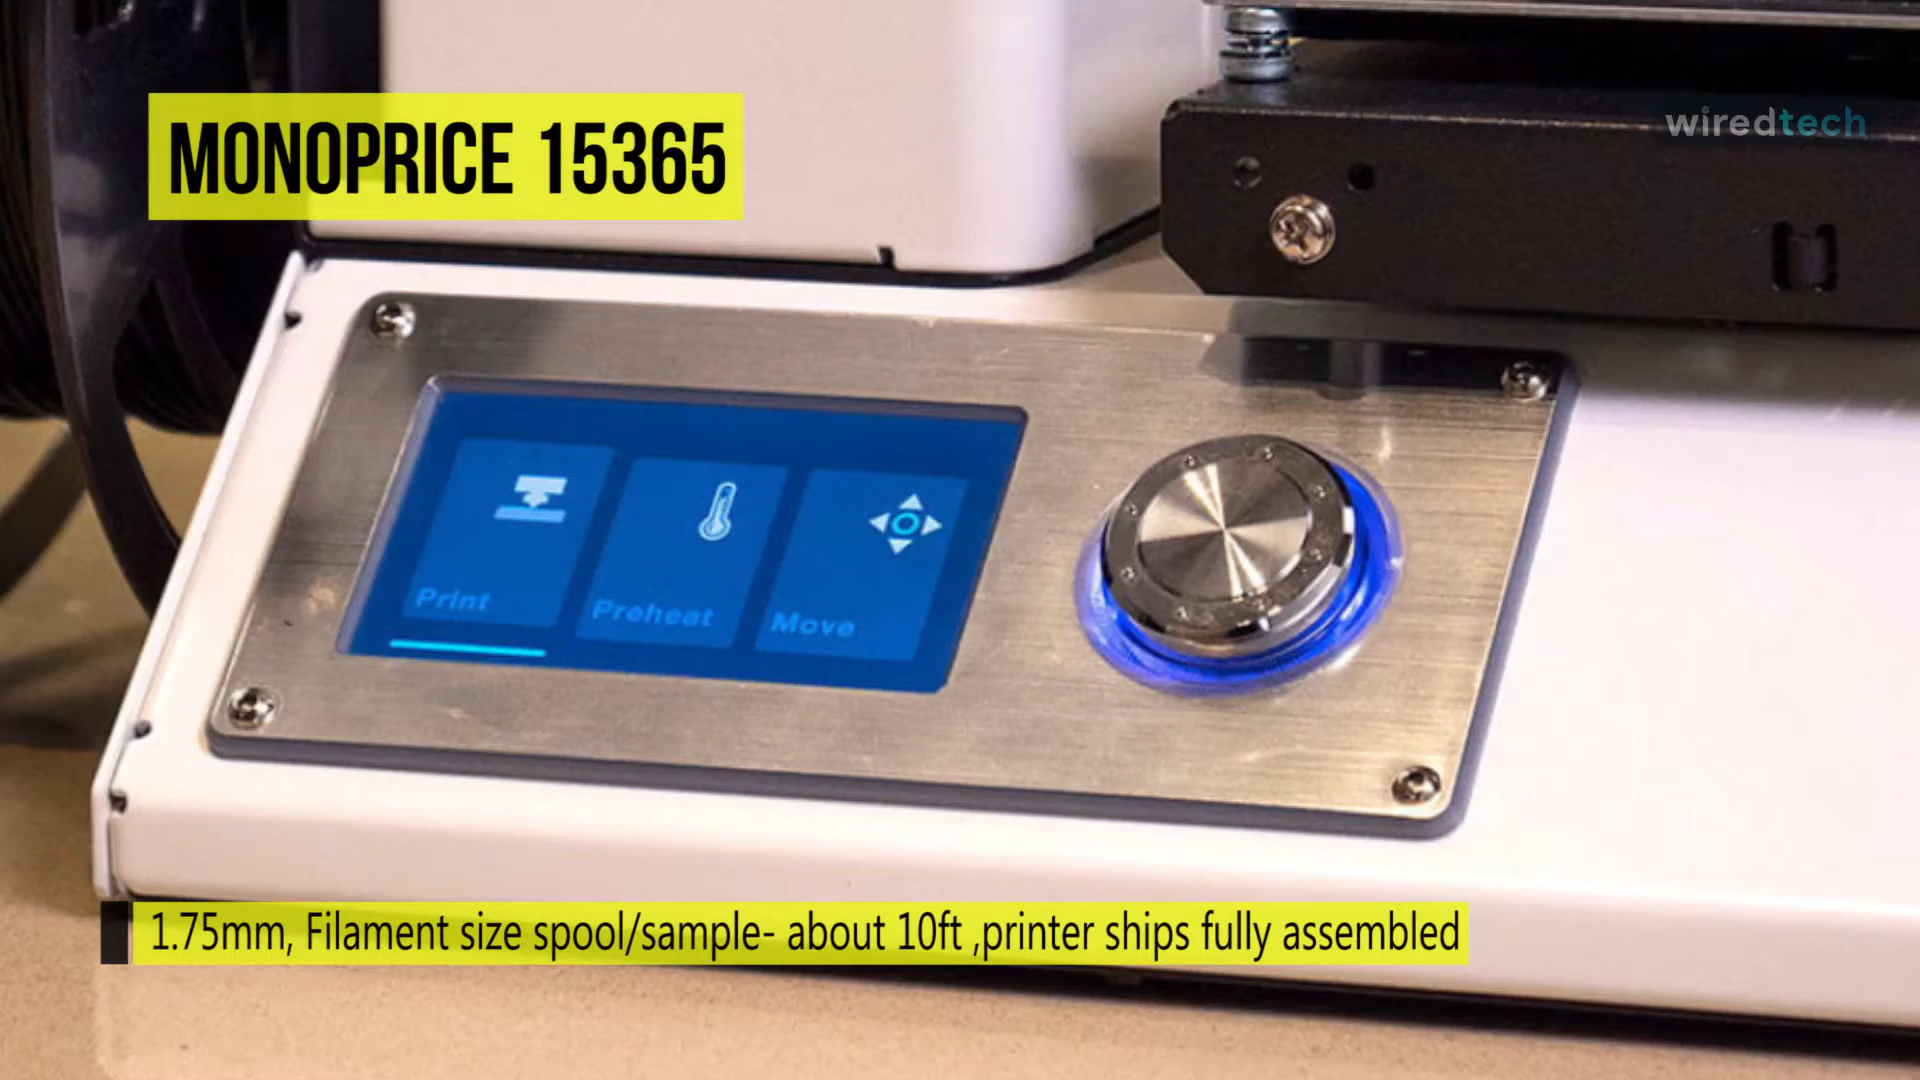 MONOPRICE 15365
wiredtech
Print
Preheat
Move
1.75mm, Filament size spool/sample- about 10ft ,printer ships fully assembled